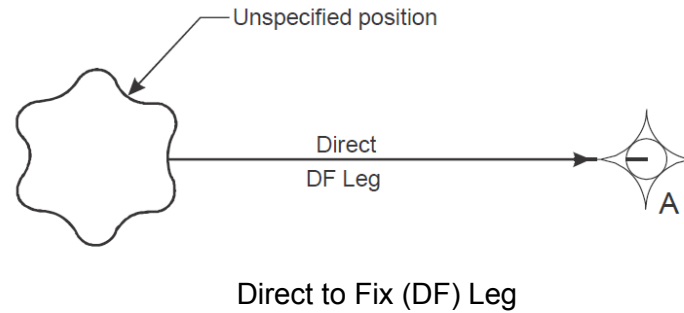 Unspecified position
Direct
DF Leg
A
Direct to Fix (DF) Leg